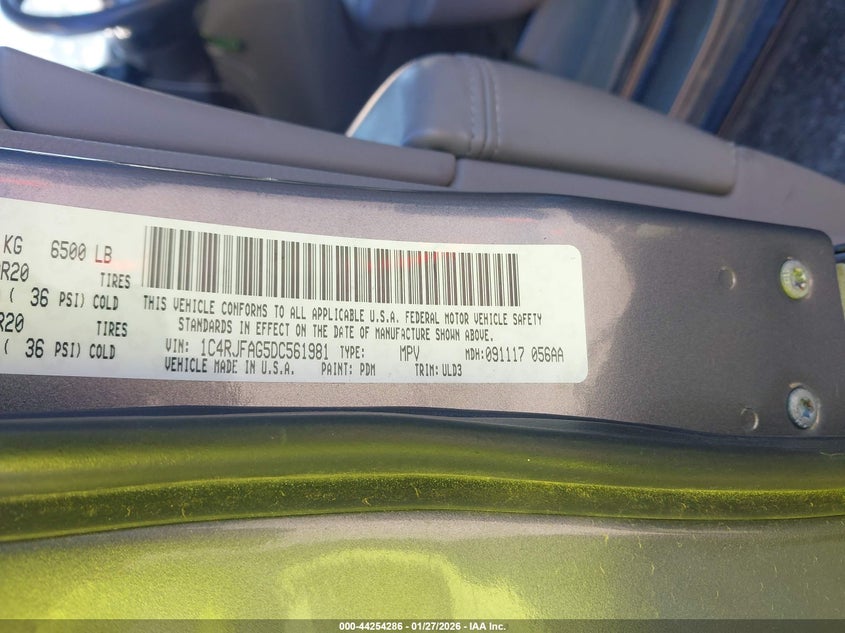 KG 6500 LB
R20 TIRES
( 36 PSI) COLD
R20 TIRES
( 36 PSI) COLD
THIS VEHICLE CONFORMS TO ALL APPLICABLE U.S.A. FEDERAL MOTOR VEHICLE SAFETY
STANDARDS IN EFFECT ON THE DATE OF MANUFACTURE SHOWN ABOVE.
VIN: 1C4RJFAG5DC561981 TYPE: MPV MDH:091117 056AA
VEHICLE MADE IN U.S.A. PAINT: PDM TRIM: ULD3
000-44254286 - 01/27/2026 - IAA Inc.